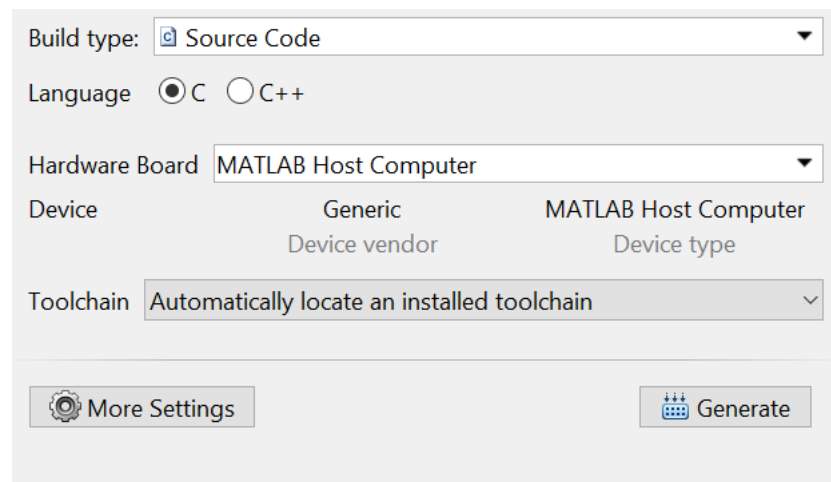 Build type: Source Code
Language C C++
Hardware Board MATLAB Host Computer
Device Generic MATLAB Host Computer
Device vendor Device type
Toolchain Automatically locate an installed toolchain
More Settings Generate